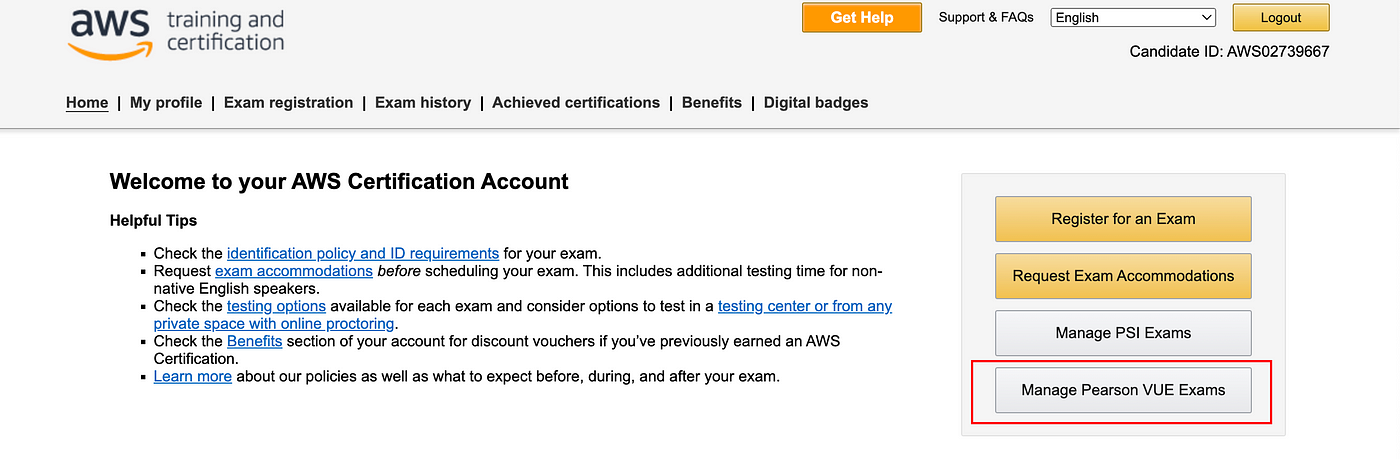 aws training and certification
Get Help
Support & FAQs
English
Logout
Candidate ID: AWS02739667
Home | My profile | Exam registration | Exam history | Achieved certifications | Benefits | Digital badges
Welcome to your AWS Certification Account
Helpful Tips
Check the identification policy and ID requirements for your exam.
Request exam accommodations before scheduling your exam. This includes additional testing time for non-
native English speakers.
Check the testing options available for each exam and consider options to test in a testing center or from any
private space with online proctoring.
Check the Benefits section of your account for discount vouchers if you've previously earned an AWS
Certification.
Learn more about our policies as well as what to expect before, during, and after your exam.
Register for an Exam
Request Exam Accommodations
Manage PSI Exams
Manage Pearson VUE Exams